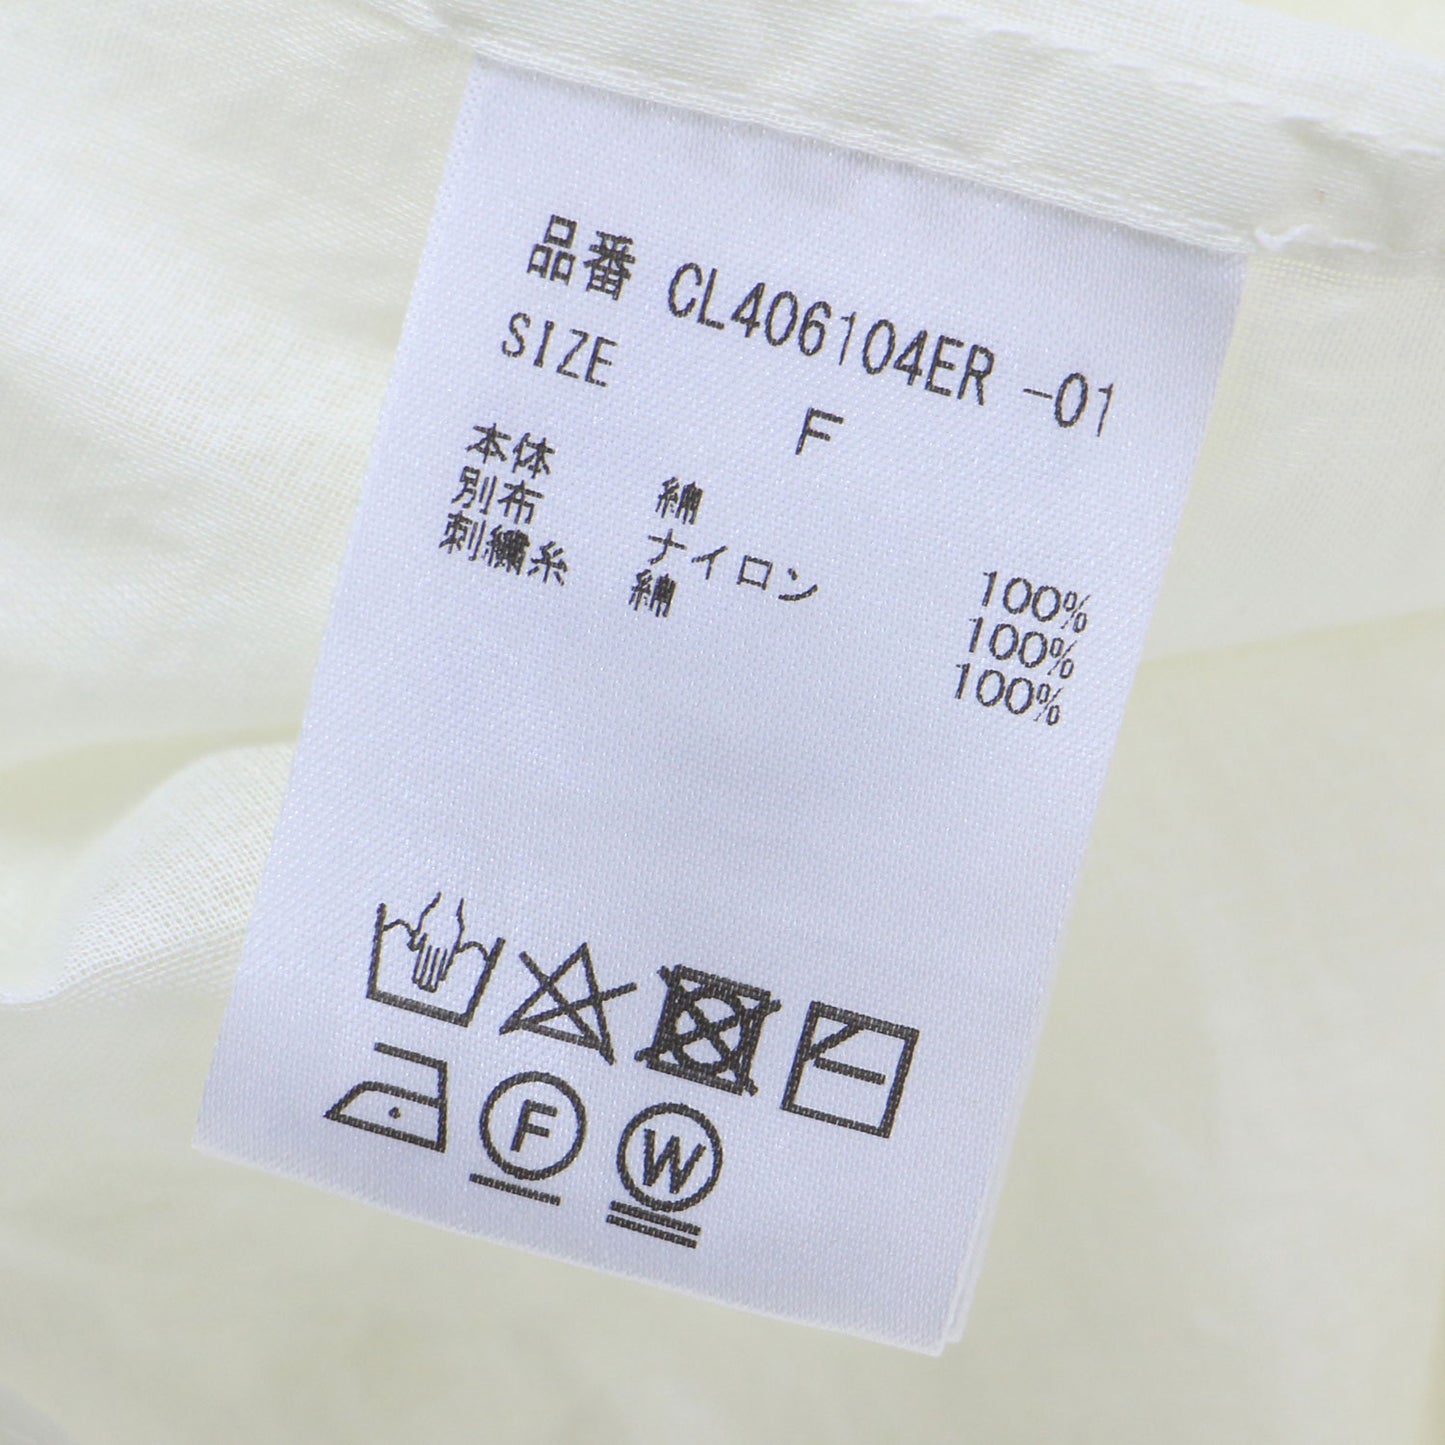 品番 CL406104ER -01
SIZE F
本体 綿 100%
別布 ナイロン 100%
刺繍糸 綿 100%
F
W